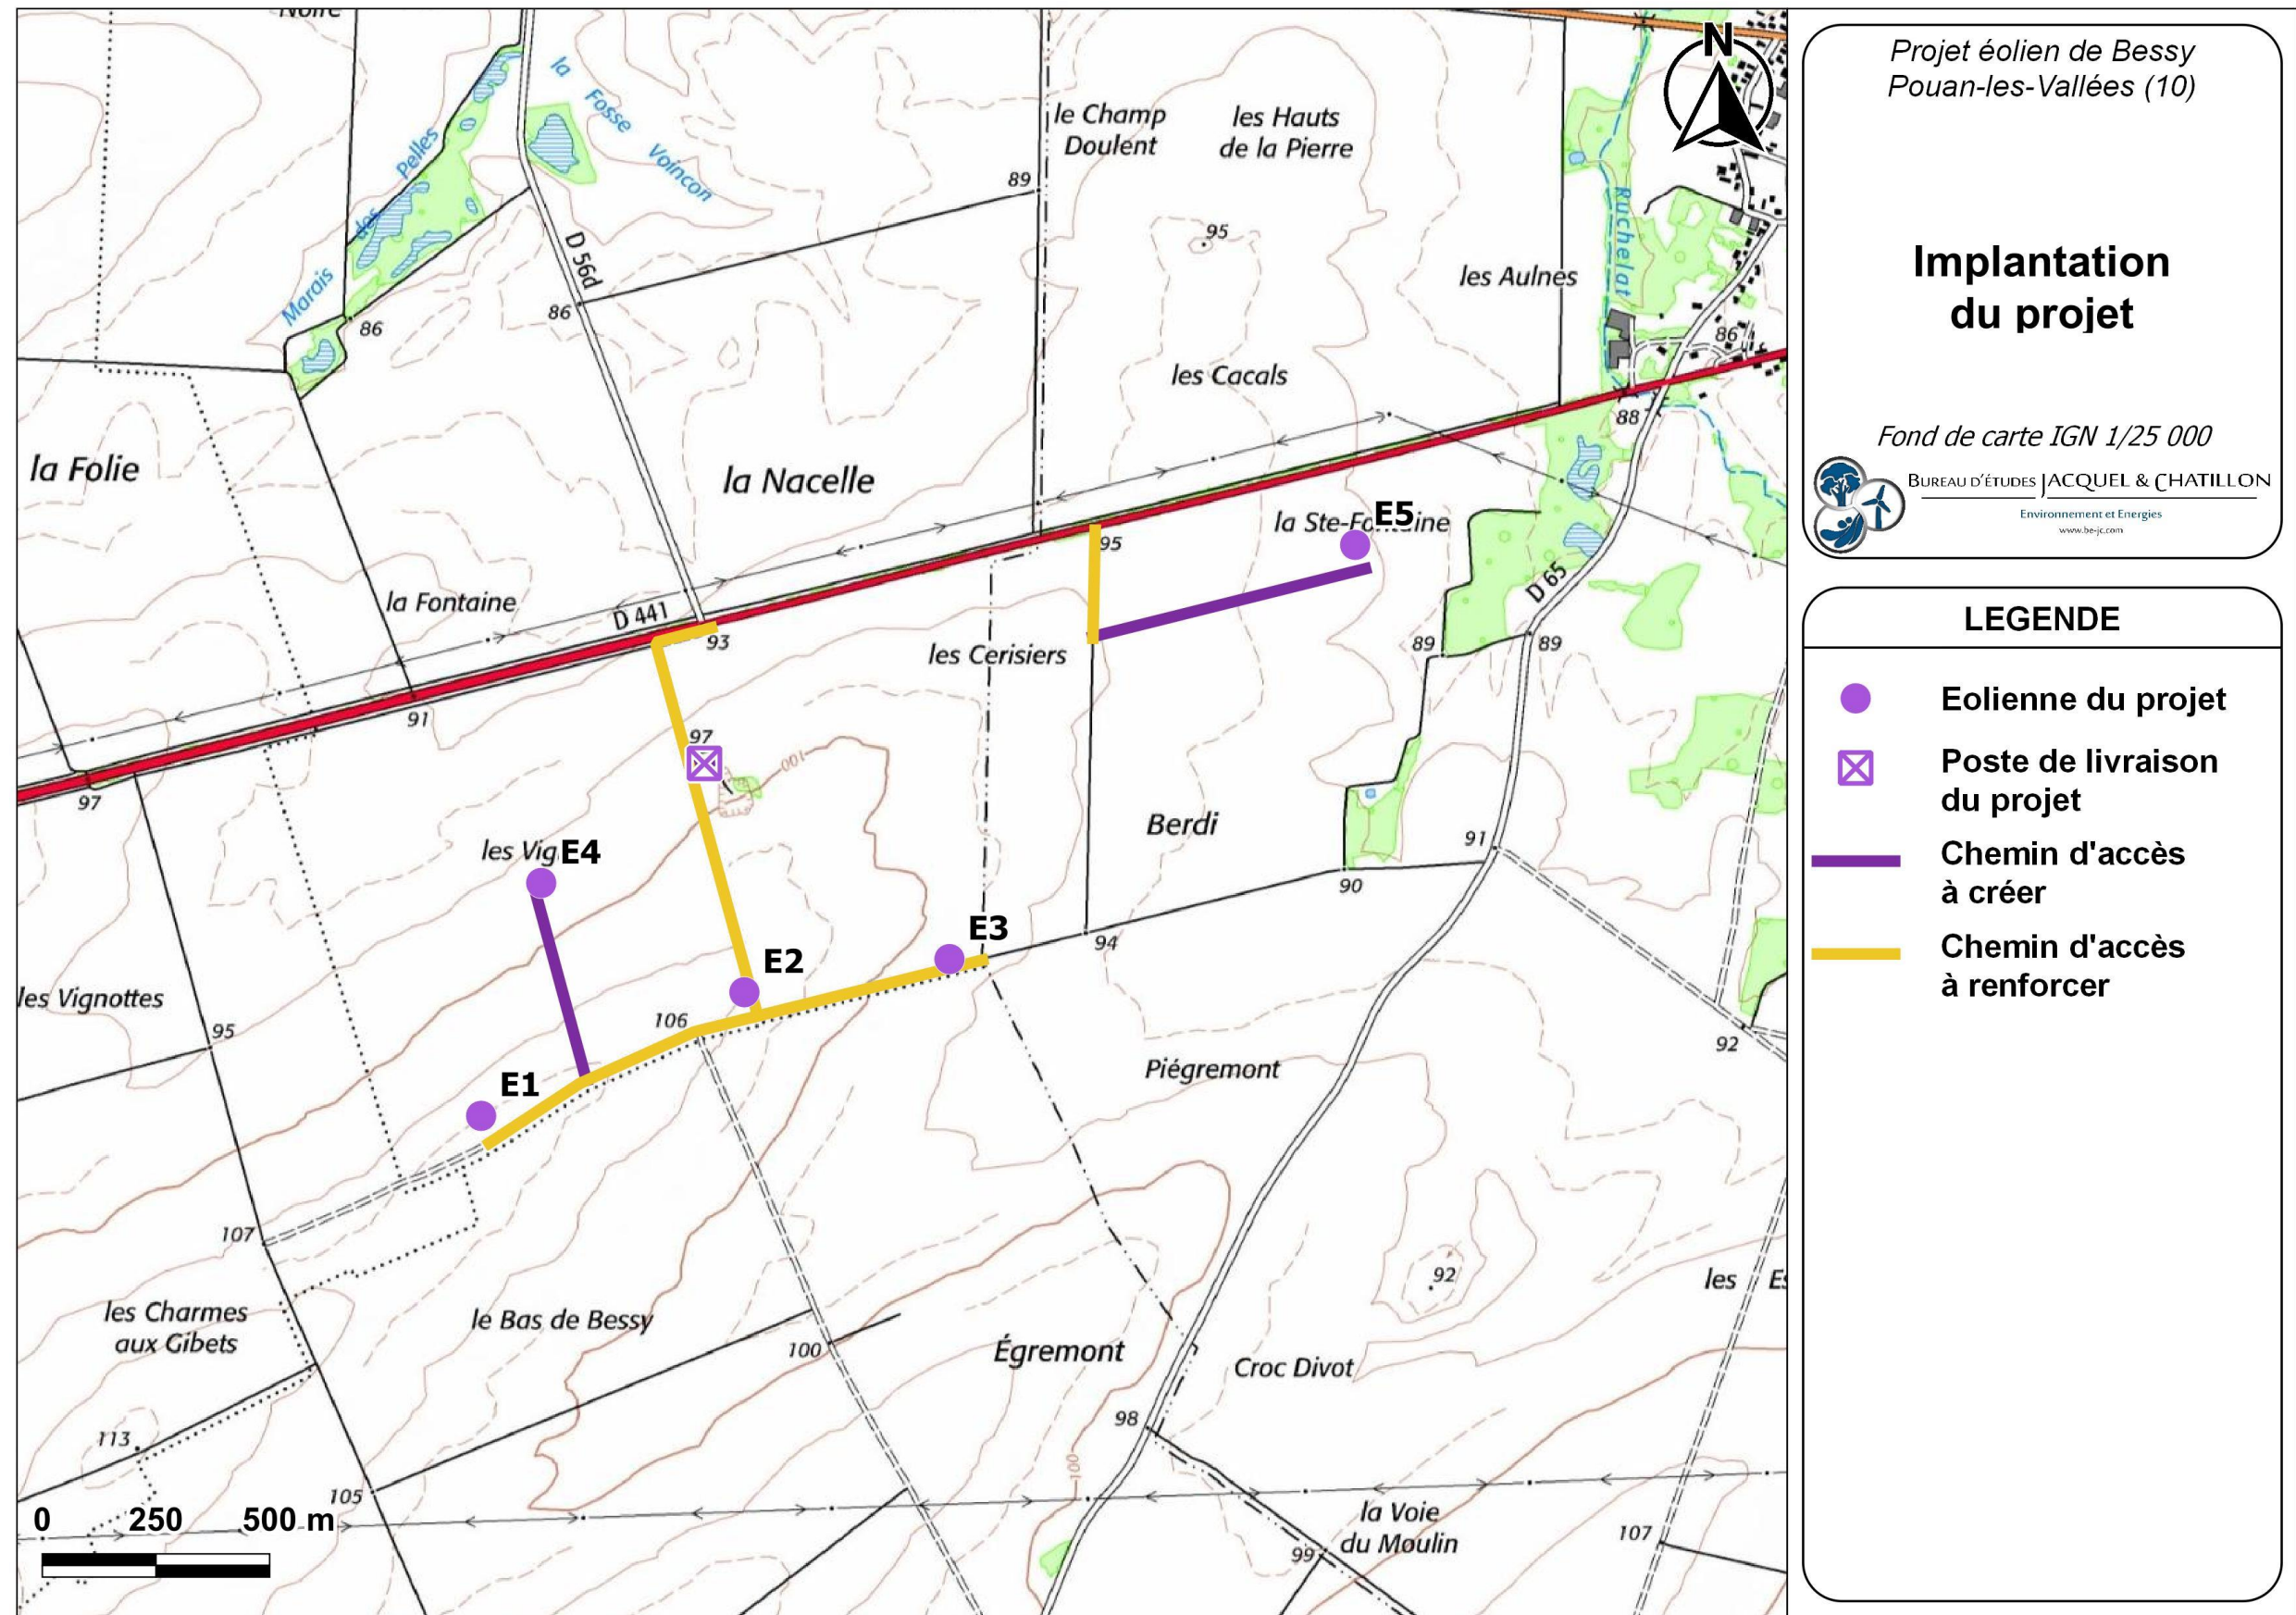 Noire
la
Fosse
Voincon
Marais
des
Pelles
D 56d
86
86
89
le Champ
Doulent
les Hauts
de la Pierre
95
les Aulnes
Ruchelat
86
les Cacals
88
la Folie
la Nacelle
la Fontaine
D 441
93
95
la Ste-Fo
ine
E5
D 65
89
89
les Cerisiers
91
97
97
100
les Vig
E4
Berdi
91
90
94
E3
E2
les Vignottes
95
106
92
E1
Piégremont
107
92
les
Es
les Charmes
aux Gibets
le Bas de Bessy
100
Égremont
Croc Divot
98
113
105
100
la Voie
du Moulin
99
107
0 250 500 m
N
Projet éolien de Bessy
Pouan-les-Vallées (10)
Implantation
du projet
Fond de carte IGN 1/25 000
BUREAU D'ÉTUDES JACQUEL & CHATILLON
Environnement et Energies
www.be-jc.com
LEGENDE
Eolienne du projet
Poste de livraison
du projet
Chemin d'accès
à créer
Chemin d'accès
à renforcer